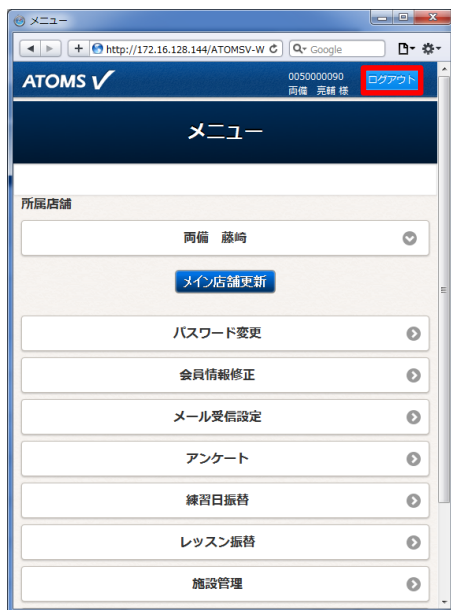 メニュー
http://172.16.128.144/ATOMSV-W
Google
ATOMS V
0050000090
両備 亮輔 様
ログアウト
メニュー
所属店舗
両備 藤崎
メイン店舗更新
パスワード変更
会員情報修正
メール受信設定
アンケート
練習日振替
レッスン振替
施設管理